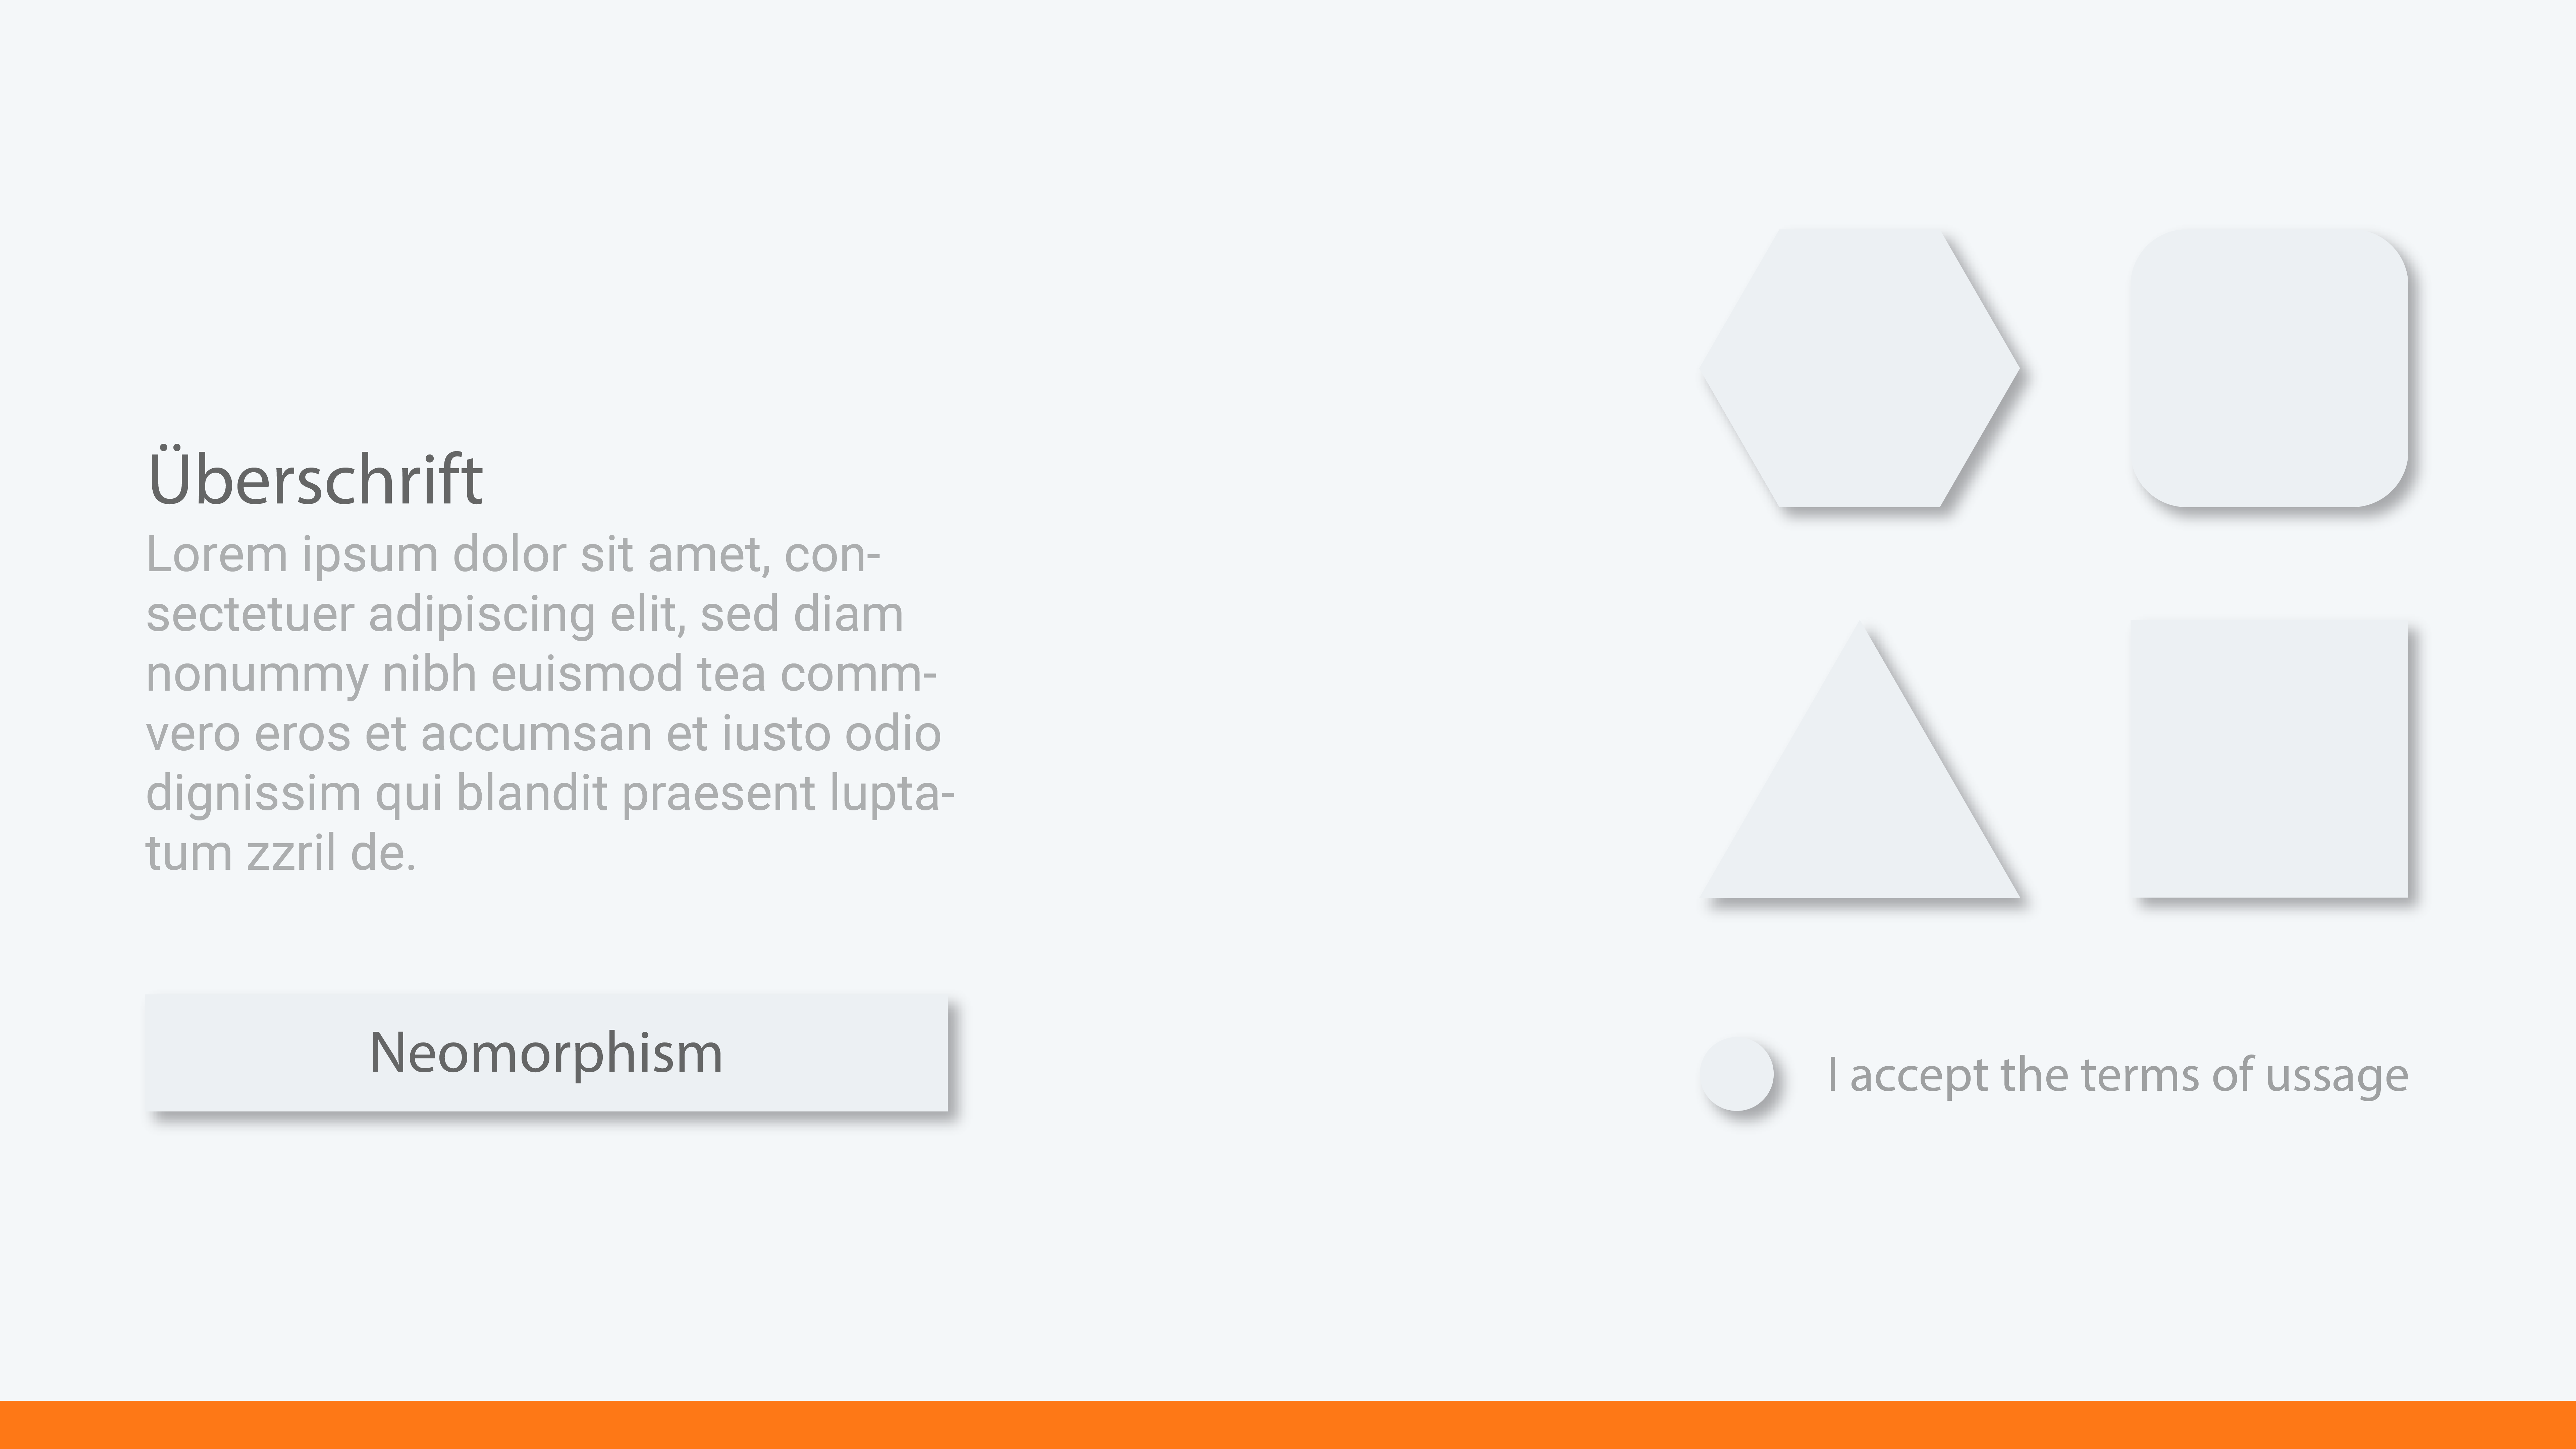 Überschrift
Lorem ipsum dolor sit amet, con-
sectetuer adipiscing elit, sed diam
nonummy nibh euismod tea comm-
vero eros et accumsan et iusto odio
dignissim qui blandit praesent lupta-
tum zzril de.
Neomorphism
I accept the terms of ussage